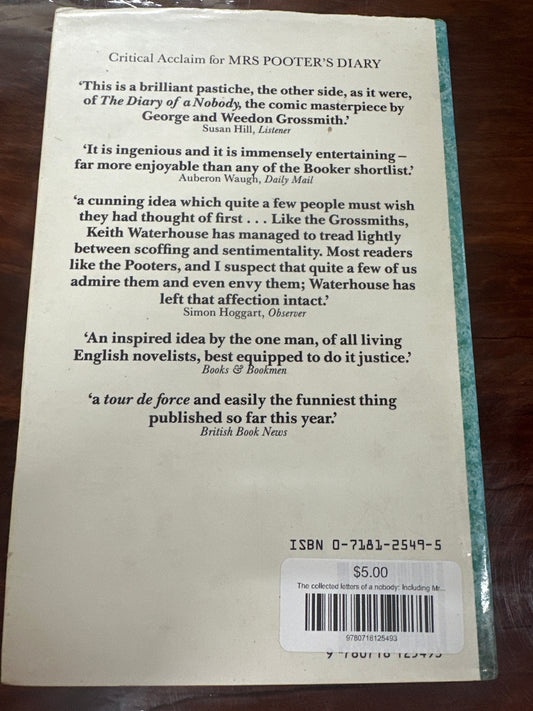 Critical Acclaim for MRS POOTER'S DIARY
‘This is a brilliant pastiche, the other side, as it were,
of The Diary of a Nobody, the comic masterpiece by
George and Weedon Grossmith.’
Susan Hill, Listener
‘It is ingenious and it is immensely entertaining –
far more enjoyable than any of the Booker shortlist.’
Auberon Waugh, Daily Mail
‘a cunning idea which quite a few people must wish
they had thought of first . . . Like the Grossmiths,
Keith Waterhouse has managed to tread lightly
between scoffing and sentimentality. Most readers
like the Pooters, and I suspect that quite a few of us
admire them and even envy them; Waterhouse has
left that affection intact.’
Simon Hoggart, Observer
‘An inspired idea by the one man, of all living
English novelists, best equipped to do it justice.’
Books & Bookmen
‘a tour de force and easily the funniest thing
published so far this year.’
British Book News
ISBN 0-7181-2549-5
$5.00
The collected letters of a nobody: Including Mr...
9780718125493
9 780718 125493